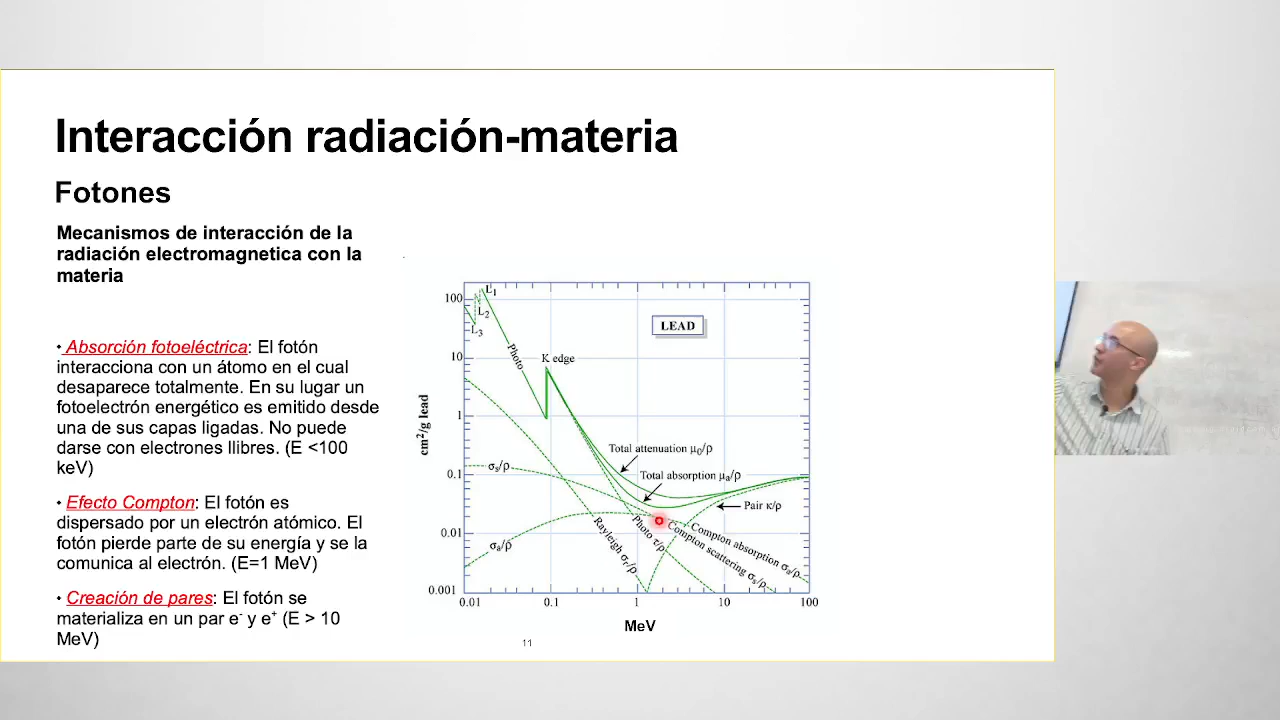 Interacción radiación-materia
Fotones
Mecanismos de interacción de la
radiación electromagnetica con la
materia
• Absorción fotoeléctrica: El fotón
interacciona con un átomo en el cual
desaparece totalmente. En su lugar un
fotoelectrón energético es emitido desde
una de sus capas ligadas. No puede
darse con electrones llibres. (E <100
keV)
• Efecto Compton: El fotón es
dispersado por un electrón atómico. El
fotón pierde parte de su energía y se la
comunica al electrón. (E=1 MeV)
• Creación de pares: El fotón se
materializa en un par e- y e+ (E > 10
MeV)
LEAD
L1
L2
L3
Photo
K edge
Total attenuation μ0/ρ
Total absorption μa/ρ
Pair κ/ρ
σs/ρ
σa/ρ
Rayleigh σr/ρ
Photo τ/ρ
Compton absorption σa/ρ
Compton scattering σs/ρ
cm²/g lead
100
10
1
0.1
0.01
0.001
0.01
0.1
1
10
100
MeV
11